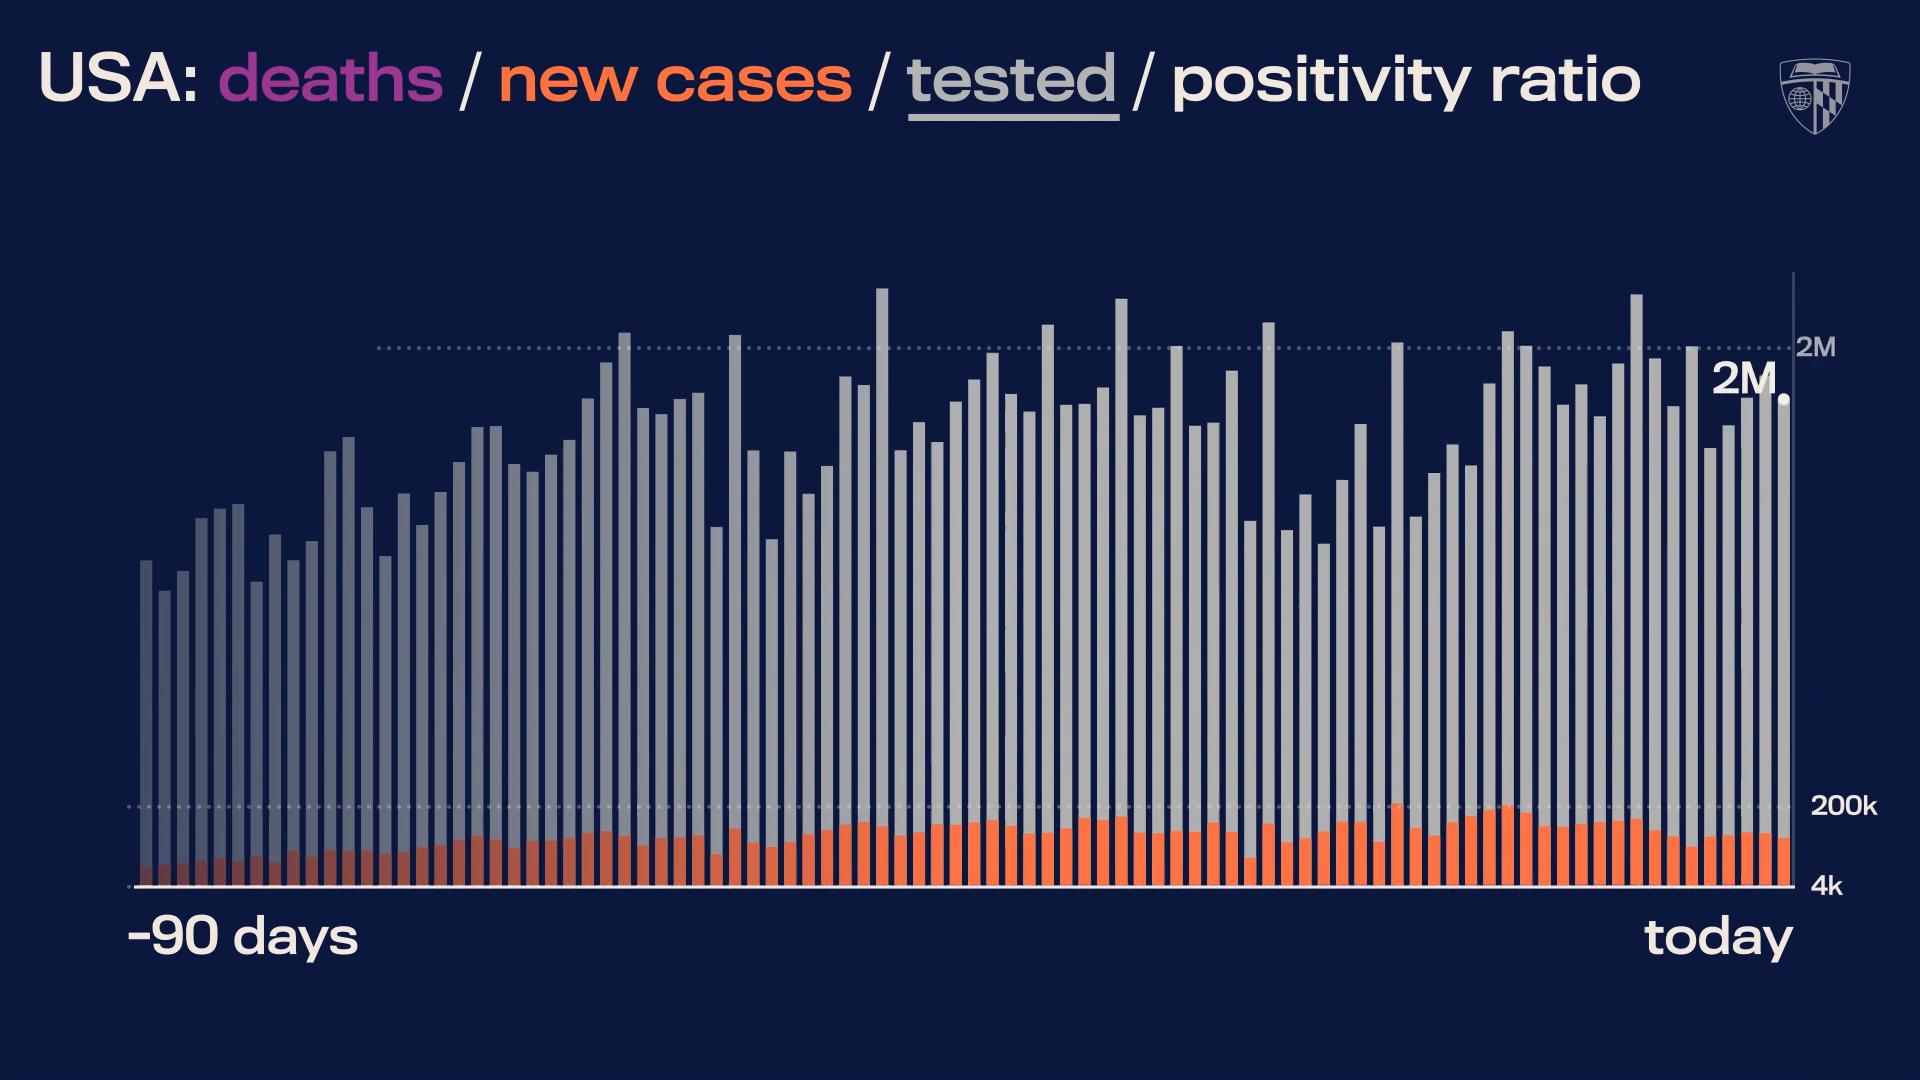 USA: deaths / new cases / tested / positivity ratio
2M
2M
200k
4k
-90 days
today